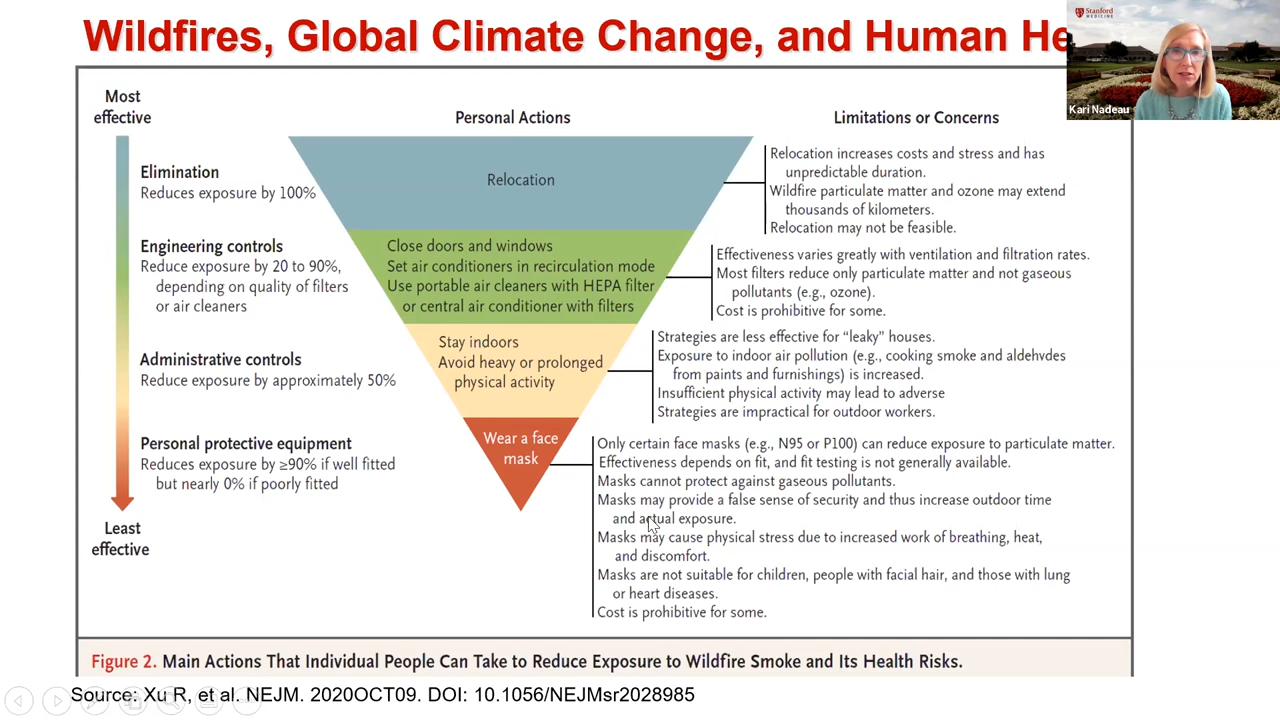 Wildfires, Global Climate Change, and Human He
Stanford
MEDICINE
Kari Nadeau
Most
effective
Personal Actions
Limitations or Concerns
Elimination
Reduces exposure by 100%
Relocation
Relocation increases costs and stress and has
unpredictable duration.
Wildfire particulate matter and ozone may extend
thousands of kilometers.
Relocation may not be feasible.
Engineering controls
Reduce exposure by 20 to 90%,
depending on quality of filters
or air cleaners
Close doors and windows
Set air conditioners in recirculation mode
Use portable air cleaners with HEPA filter
or central air conditioner with filters
Effectiveness varies greatly with ventilation and filtration rates.
Most filters reduce only particulate matter and not gaseous
pollutants (e.g., ozone).
Cost is prohibitive for some.
Administrative controls
Reduce exposure by approximately 50%
Stay indoors
Avoid heavy or prolonged
physical activity
Strategies are less effective for “leaky” houses.
Exposure to indoor air pollution (e.g., cooking smoke and aldehydes
from paints and furnishings) is increased.
Insufficient physical activity may lead to adverse
Strategies are impractical for outdoor workers.
Personal protective equipment
Reduces exposure by ≥90% if well fitted
but nearly 0% if poorly fitted
Wear a face
mask
Only certain face masks (e.g., N95 or P100) can reduce exposure to particulate matter.
Effectiveness depends on fit, and fit testing is not generally available.
Masks cannot protect against gaseous pollutants.
Masks may provide a false sense of security and thus increase outdoor time
and actual exposure.
Masks may cause physical stress due to increased work of breathing, heat,
and discomfort.
Masks are not suitable for children, people with facial hair, and those with lung
or heart diseases.
Cost is prohibitive for some.
Least
effective
Figure 2. Main Actions That Individual People Can Take to Reduce Exposure to Wildfire Smoke and Its Health Risks.
Source: Xu R, et al. NEJM. 2020OCT09. DOI: 10.1056/NEJMsr2028985